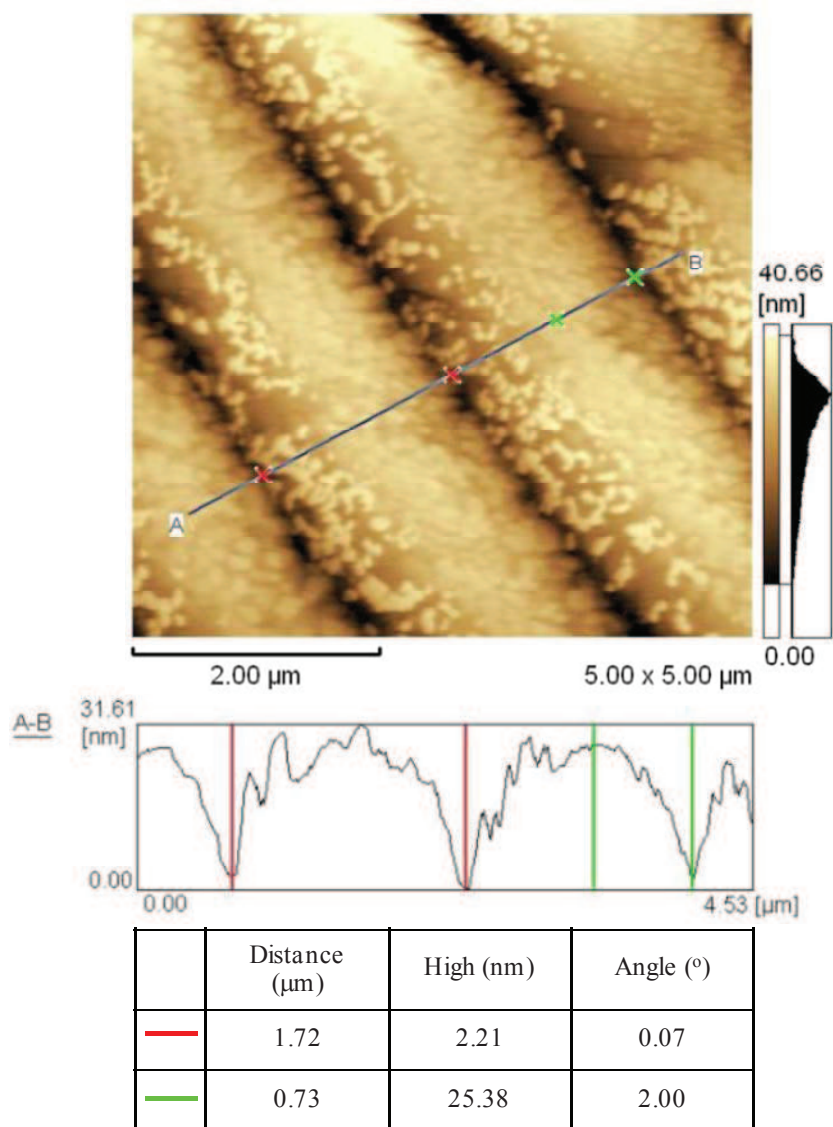 B
A
40.66
[nm]
0.00
2.00 µm
5.00 x 5.00 µm
A-B
31.61
[nm]
0.00
0.00
4.53 [µm]
Distance (µm) High (nm) Angle (º)
1.72 2.21 0.07
0.73 25.38 2.00